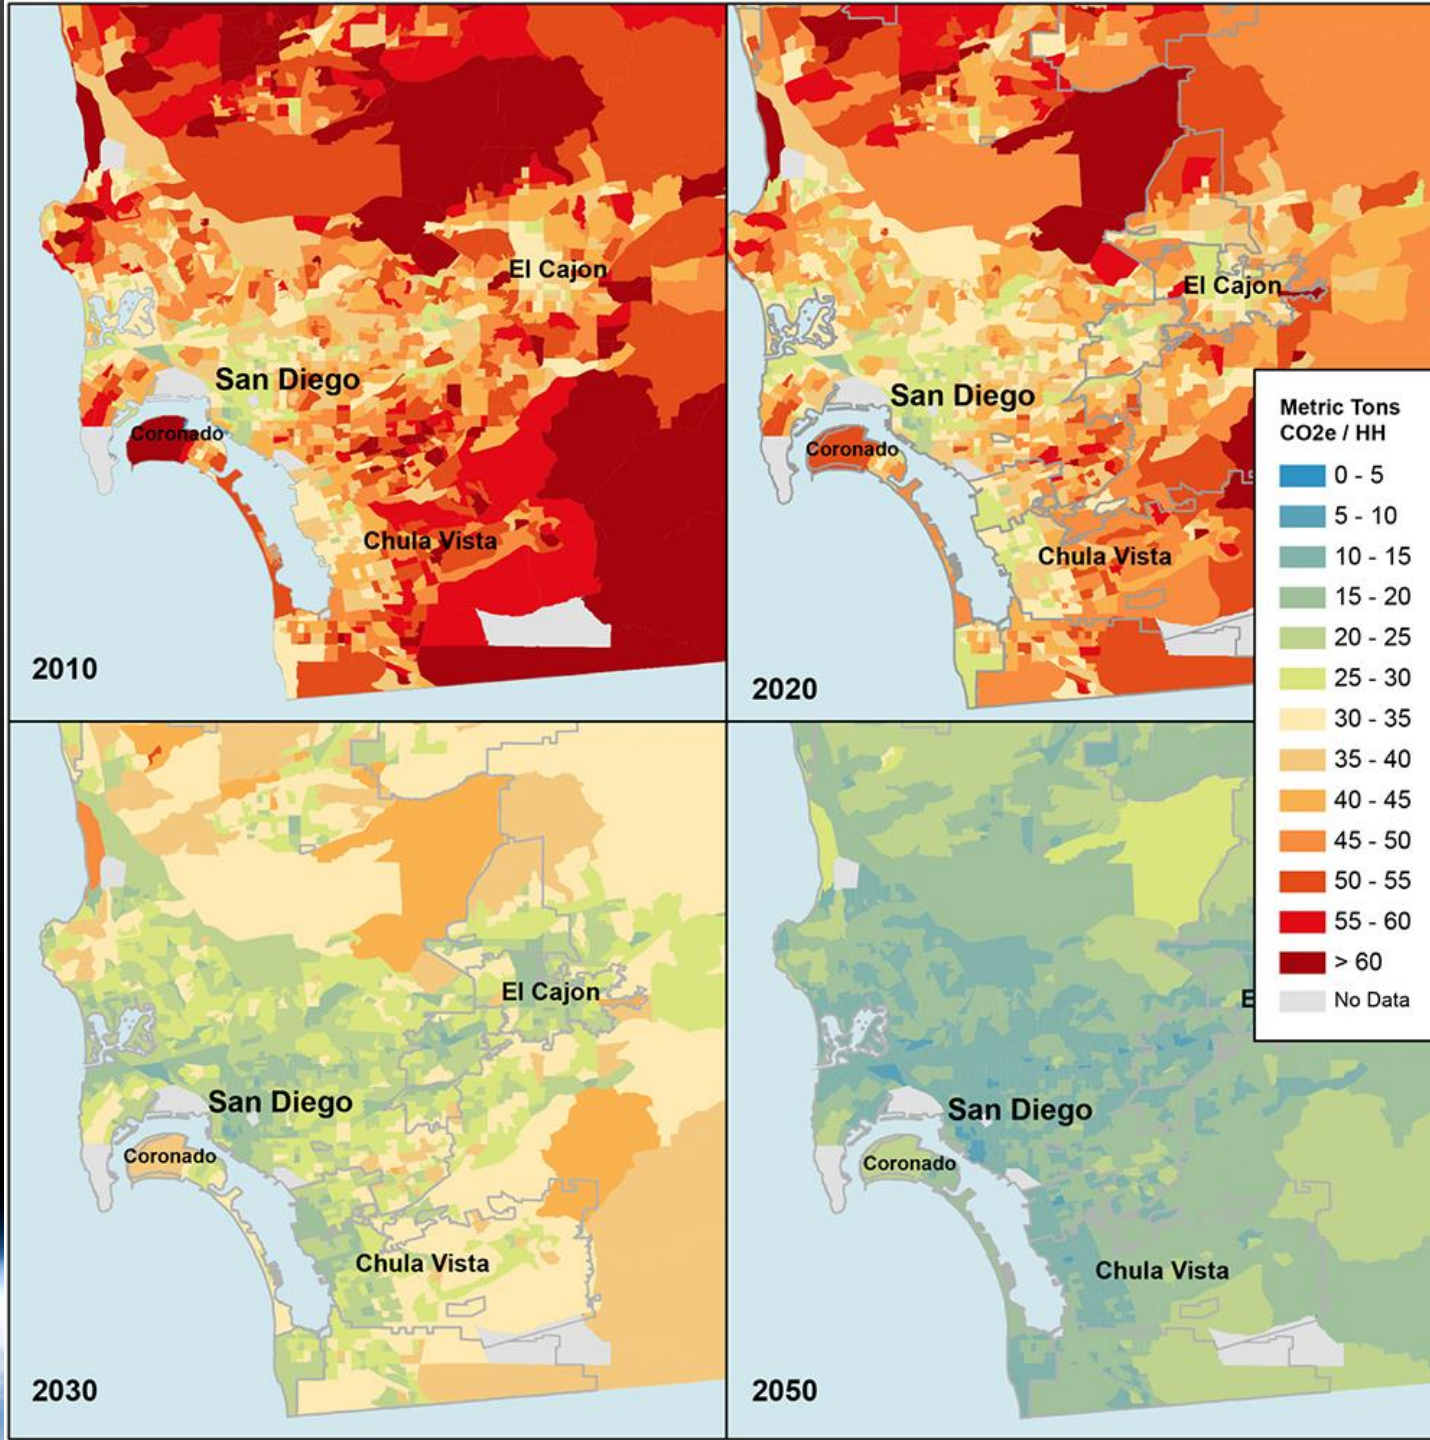 El Cajon
San Diego
Coronado
Chula Vista
2010
El Cajon
San Diego
Coronado
Chula Vista
2020
Metric Tons
CO2e / HH
0 - 5
5 - 10
10 - 15
15 - 20
20 - 25
25 - 30
30 - 35
35 - 40
40 - 45
45 - 50
50 - 55
55 - 60
> 60
No Data
El Cajon
San Diego
Coronado
Chula Vista
2030
E
San Diego
Coronado
Chula Vista
2050